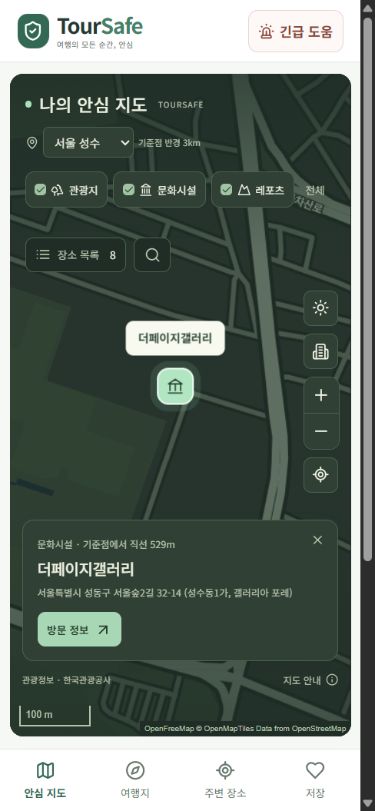 TourSafe
여행의 모든 순간, 안심
긴급 도움
나의 안심 지도 TOURSAFE
서울 성수 기준점 반경 3km
관광지 문화시설 레포츠 전체
장소 목록 8
더페이지갤러리
문화시설 · 기준점에서 직선 529m
더페이지갤러리
서울특별시 성동구 서울숲2길 32-14 (성수동1가, 갤러리아 포레)
방문 정보
관광정보 · 한국관광공사 지도 안내
100 m
OpenFreeMap © OpenMapTiles Data from OpenStreetMap
안심 지도 여행지 주변 장소 저장